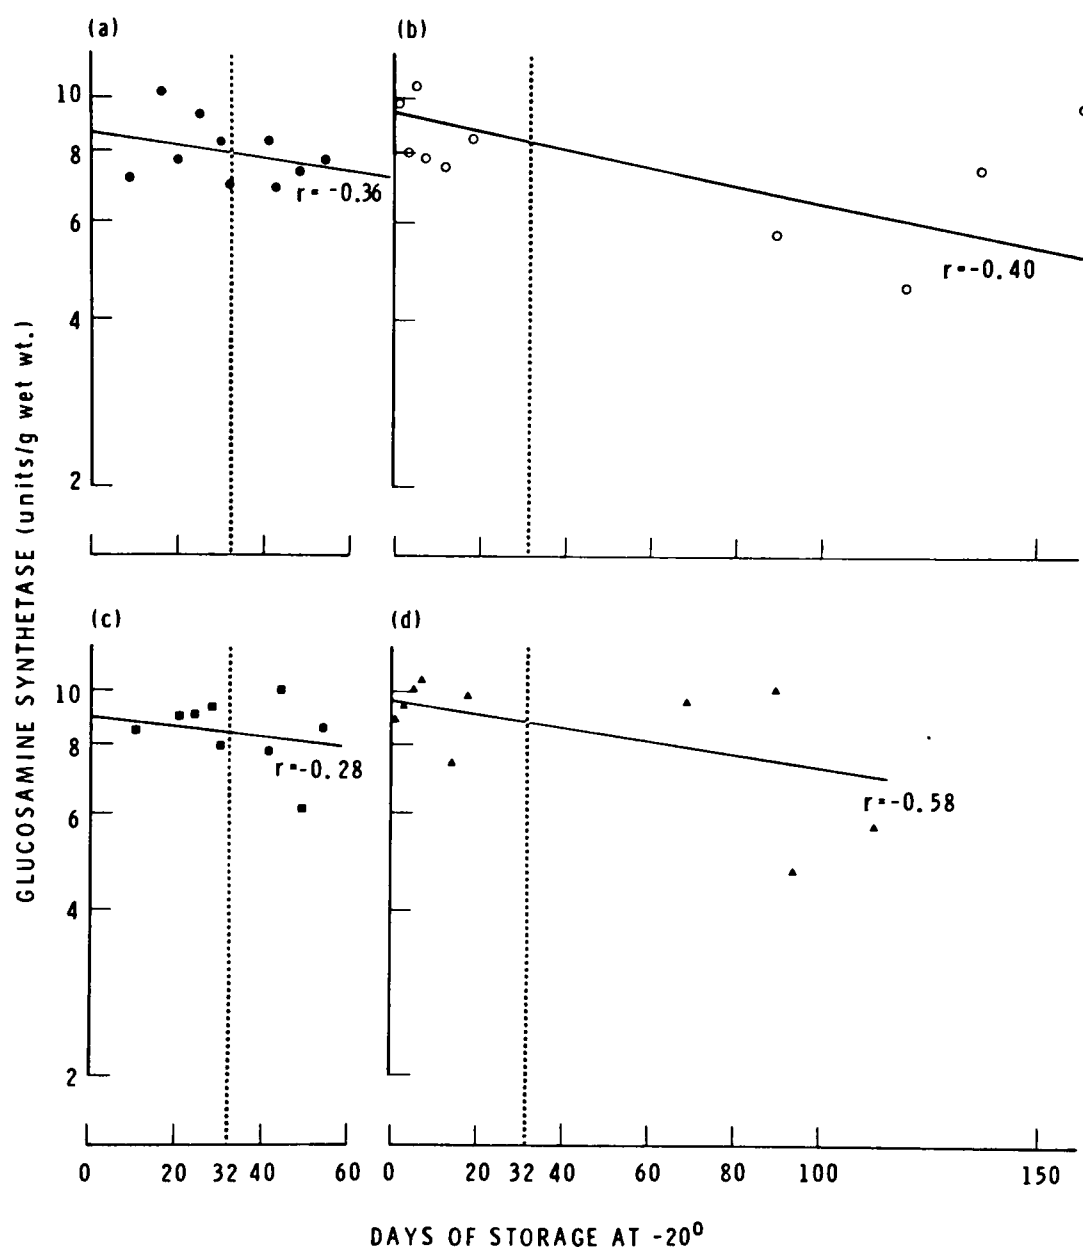 (a) (b)
10
8
6
4
2
r = -0.36
r=-0.40
(c) (d)
10
8
6
4
2
r=-0.28
r=-0.58
0 20 32 40 60 0 20 32 40 60 80 100 150
GLUCOSAMINE SYNTHETASE (units/g wet wt.)
DAYS OF STORAGE AT -20⁰